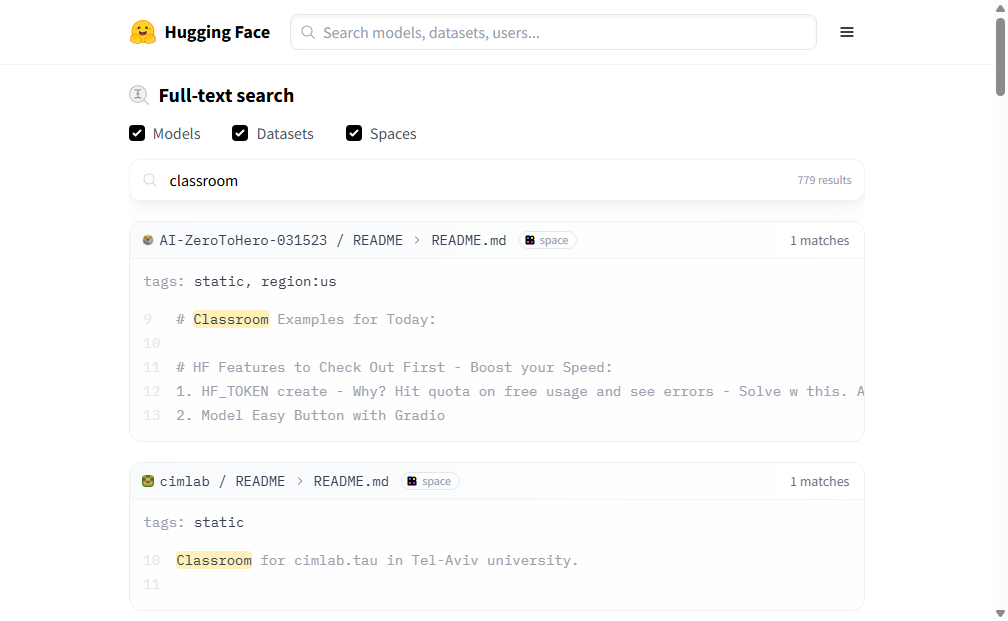 Hugging Face
Search models, datasets, users...
Full-text search
Models Datasets Spaces
classroom 779 results
AI-ZeroToHero-031523 / README > README.md space 1 matches
tags: static, region:us
9 # Classroom Examples for Today:
10
11 # HF Features to Check Out First - Boost your Speed:
12 1. HF_TOKEN create - Why? Hit quota on free usage and see errors - Solve w this. A
13 2. Model Easy Button with Gradio
cimlab / README > README.md space 1 matches
tags: static
10 Classroom for cimlab.tau in Tel-Aviv university.
11